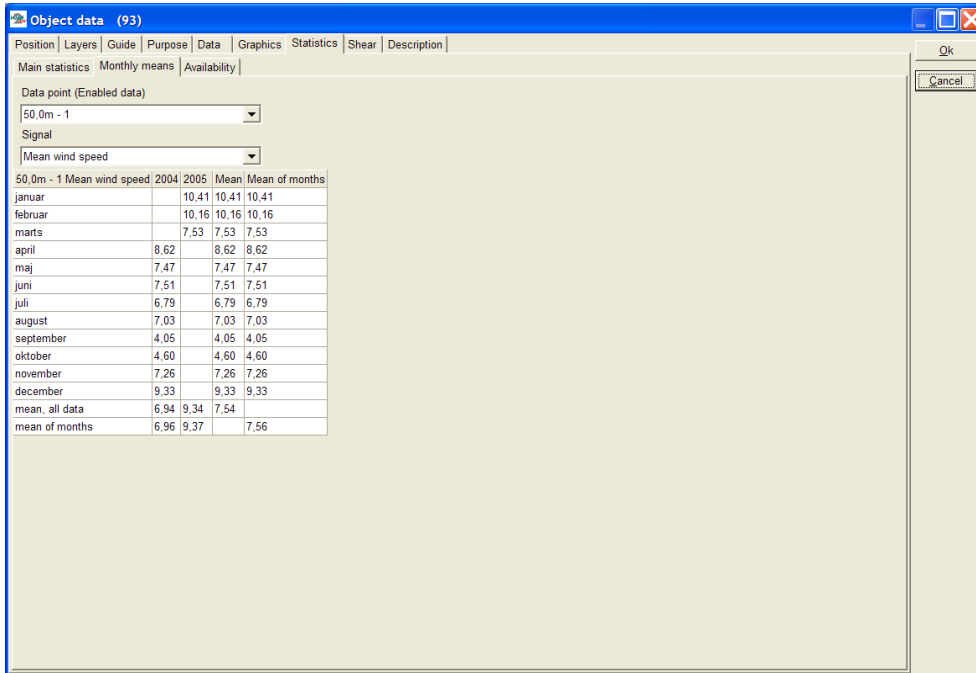 Object data (93)
Position Layers Guide Purpose Data Graphics Statistics Shear Description
Ok
Main statistics Monthly means Availability
Cancel
Data point (Enabled data)
50,0m - 1
Signal
Mean wind speed
50,0m - 1 Mean wind speed 2004 2005 Mean Mean of months
januar 10,41 10,41 10,41
februar 10,16 10,16 10,16
marts 7,53 7,53 7,53
april 8,62 8,62 8,62
maj 7,47 7,47 7,47
juni 7,51 7,51 7,51
juli 6,79 6,79 6,79
august 7,03 7,03 7,03
september 4,05 4,05 4,05
oktober 4,60 4,60 4,60
november 7,26 7,26 7,26
december 9,33 9,33 9,33
mean, all data 6,94 9,34 7,54
mean of months 6,96 9,37 7,56